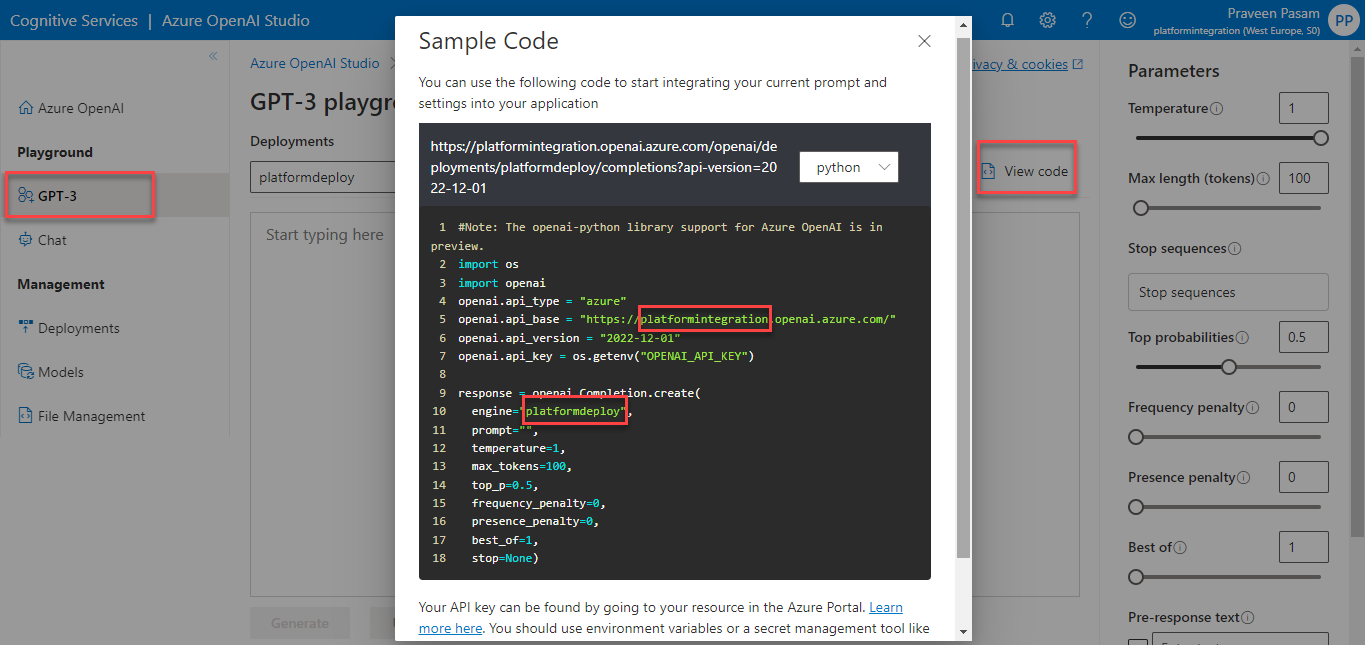 Cognitive Services | Azure OpenAI Studio
Praveen Pasam
platformintegration (West Europe, S0)
PP
Azure OpenAI
Playground
GPT-3
Chat
Management
Deployments
Models
File Management
Azure OpenAI Studio
ivacy & cookies
GPT-3 playgr
Deployments
platformdeploy
View code
Start typing here
Generate
Sample Code
You can use the following code to start integrating your current prompt and
settings into your application
https://platformintegration.openai.azure.com/openai/de
ployments/platformdeploy/completions?api-version=202
2-12-01
python
1 #Note: The openai-python library support for Azure OpenAI is in
preview.
2 import os
3 import openai
4 openai.api_type = "azure"
5 openai.api_base = "https://platformintegration.openai.azure.com/"
6 openai.api_version = "2022-12-01"
7 openai.api_key = os.getenv("OPENAI_API_KEY")
8
9 response = openai.Completion.create(
10 engine="platformdeploy",
11 prompt="",
12 temperature=1,
13 max_tokens=100,
14 top_p=0.5,
15 frequency_penalty=0,
16 presence_penalty=0,
17 best_of=1,
18 stop=None)
Your API key can be found by going to your resource in the Azure Portal. Learn
more here. You should use environment variables or a secret management tool like
Parameters
Temperature
1
Max length (tokens)
100
Stop sequences
Stop sequences
Top probabilities
0.5
Frequency penalty
0
Presence penalty
0
Best of
1
Pre-response text